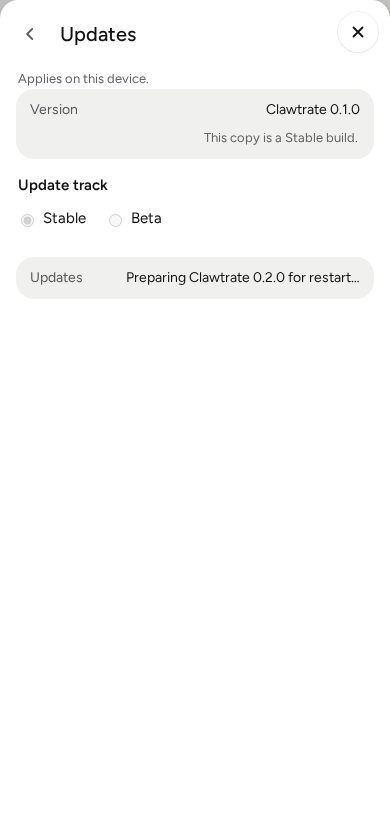 Updates
Applies on this device.
Version Clawtrate 0.1.0
This copy is a Stable build.
Update track
Stable Beta
Updates Preparing Clawtrate 0.2.0 for restart...